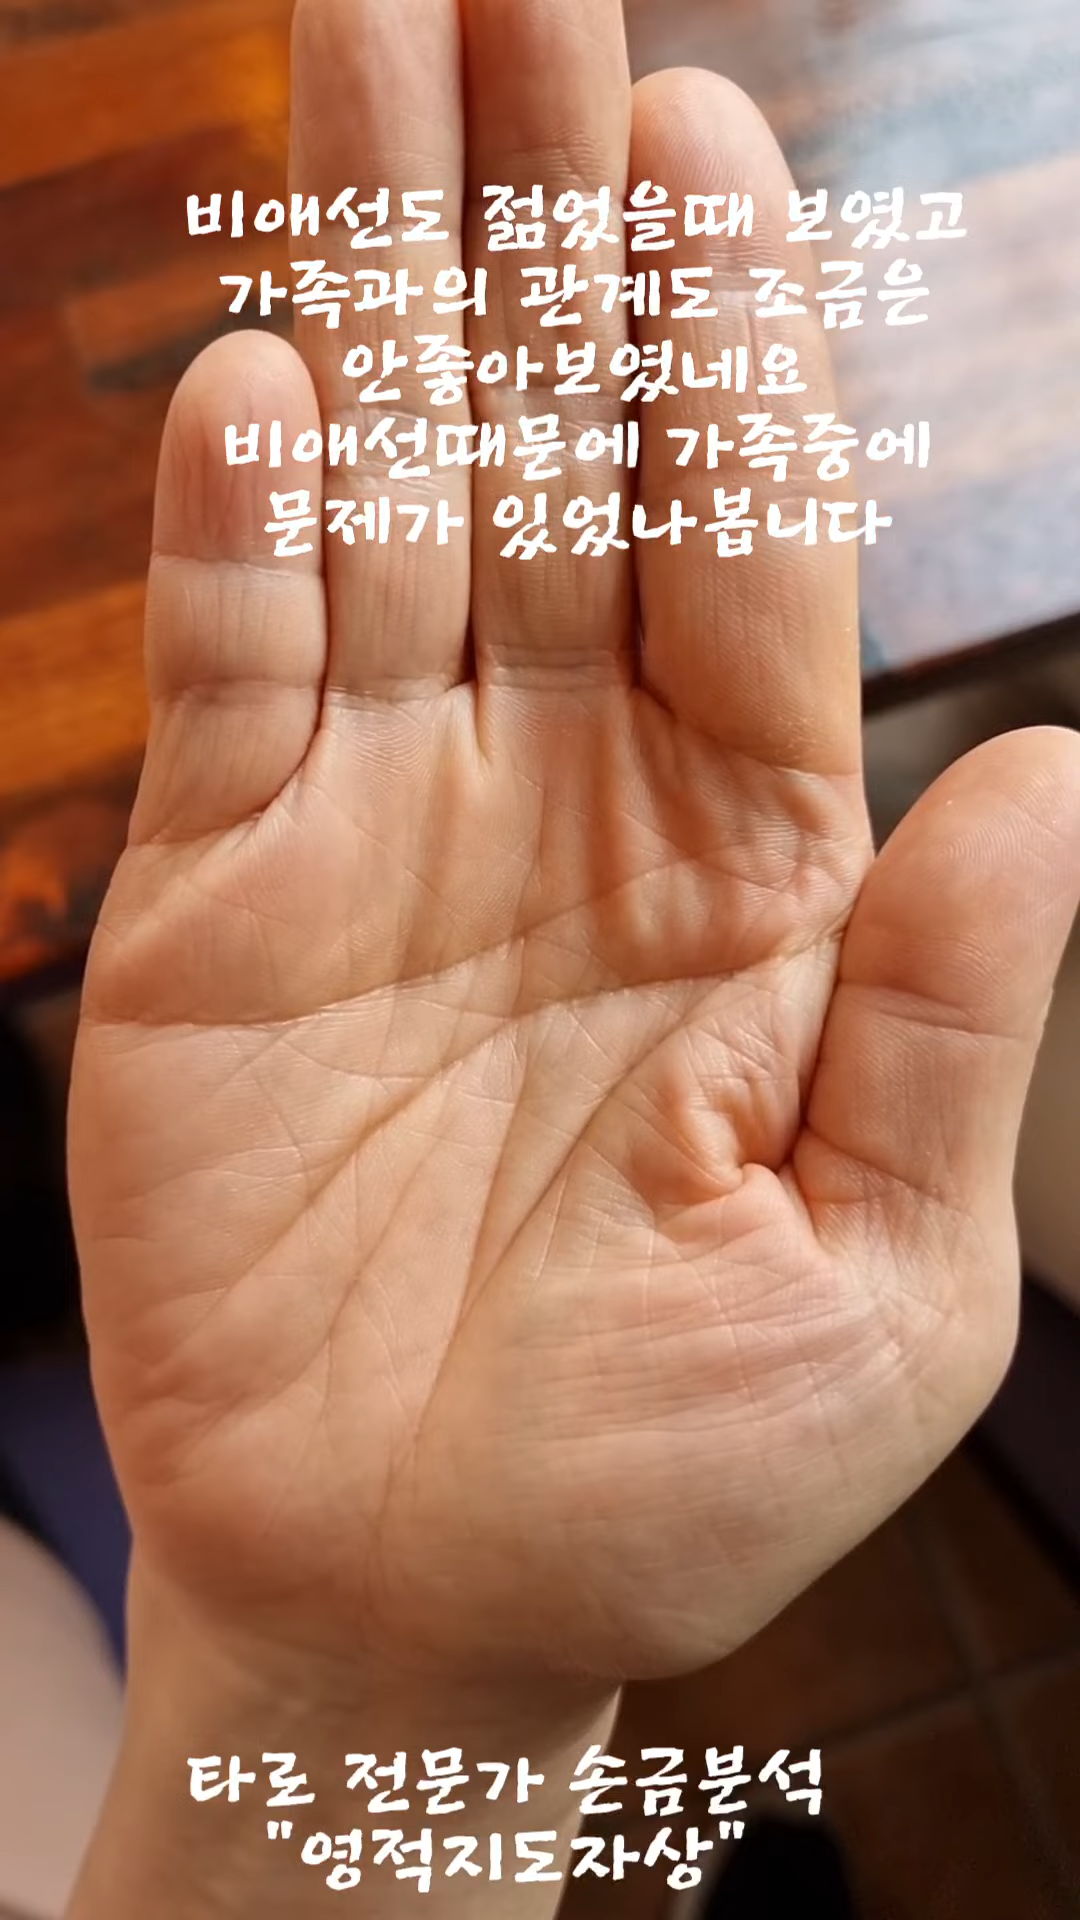 비애선도 젊었을때 보였고
가족과의 관계도 조금은
안좋아보였네요
비애선때문에 가족중에
문제가 있었나봅니다
타로 전문가 손금분석
"영적지도자상"